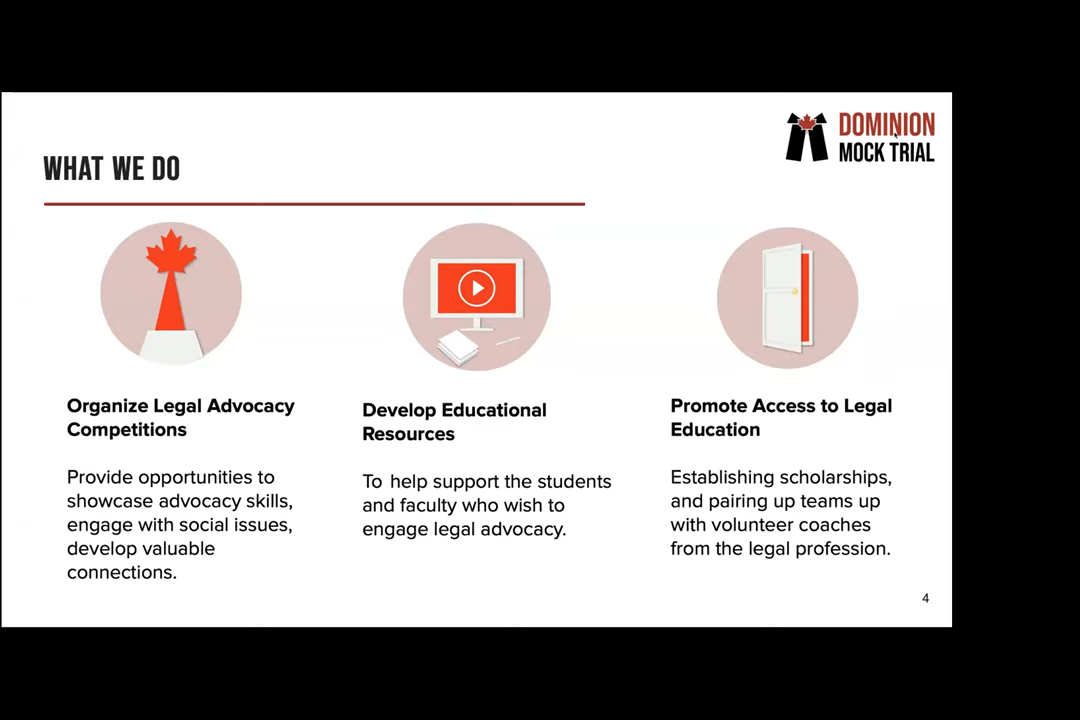 DOMINION
MOCK TRIAL
WHAT WE DO
Organize Legal Advocacy
Competitions
Provide opportunities to
showcase advocacy skills,
engage with social issues,
develop valuable
connections.
Develop Educational
Resources
To help support the students
and faculty who wish to
engage legal advocacy.
Promote Access to Legal
Education
Establishing scholarships,
and pairing up teams up
with volunteer coaches
from the legal profession.
4